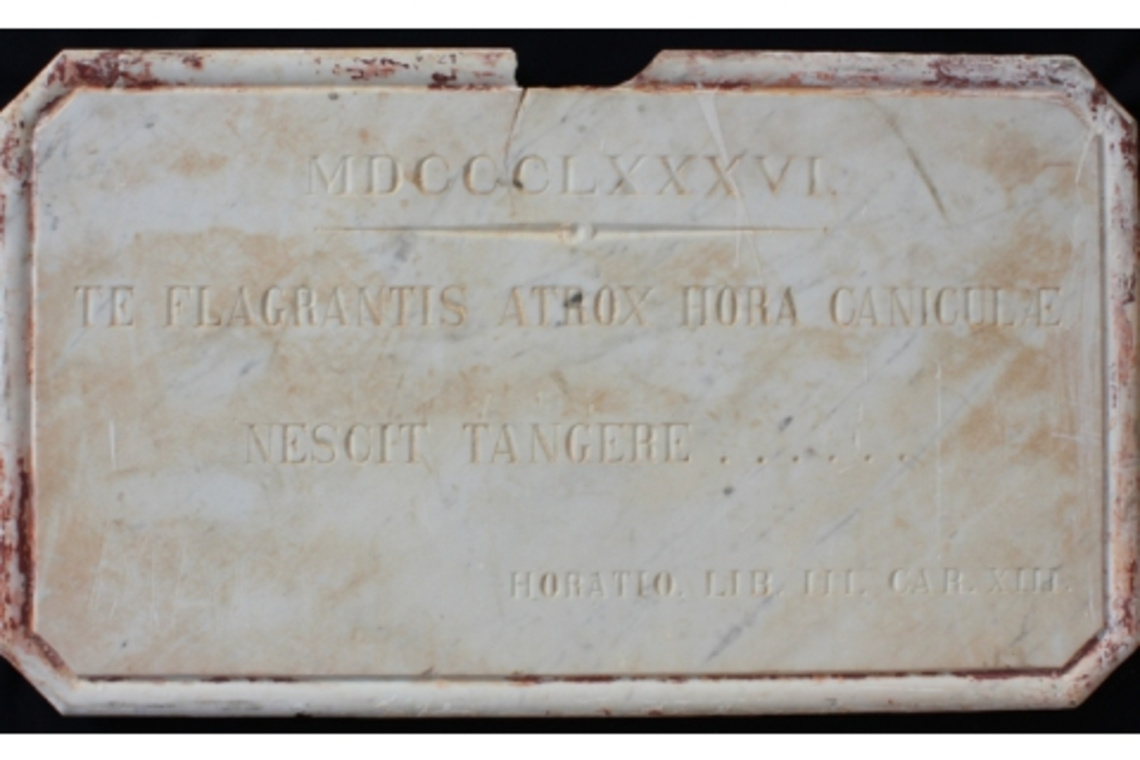 MDCCCLXXXVI.
TE FLAGRANTIS ATROX HORA CANICULÆ
NESCIT TANGERE . . . . . .
HORATIO. LIB. III. CAR. XIII.